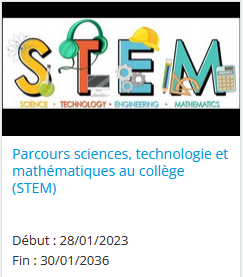 STEM
SCIENCE • TECHNOLOGY • ENGINEERING • MATHEMATICS
Parcours sciences, technologie et
mathématiques au collège
(STEM)
Début : 28/01/2023
Fin : 30/01/2036